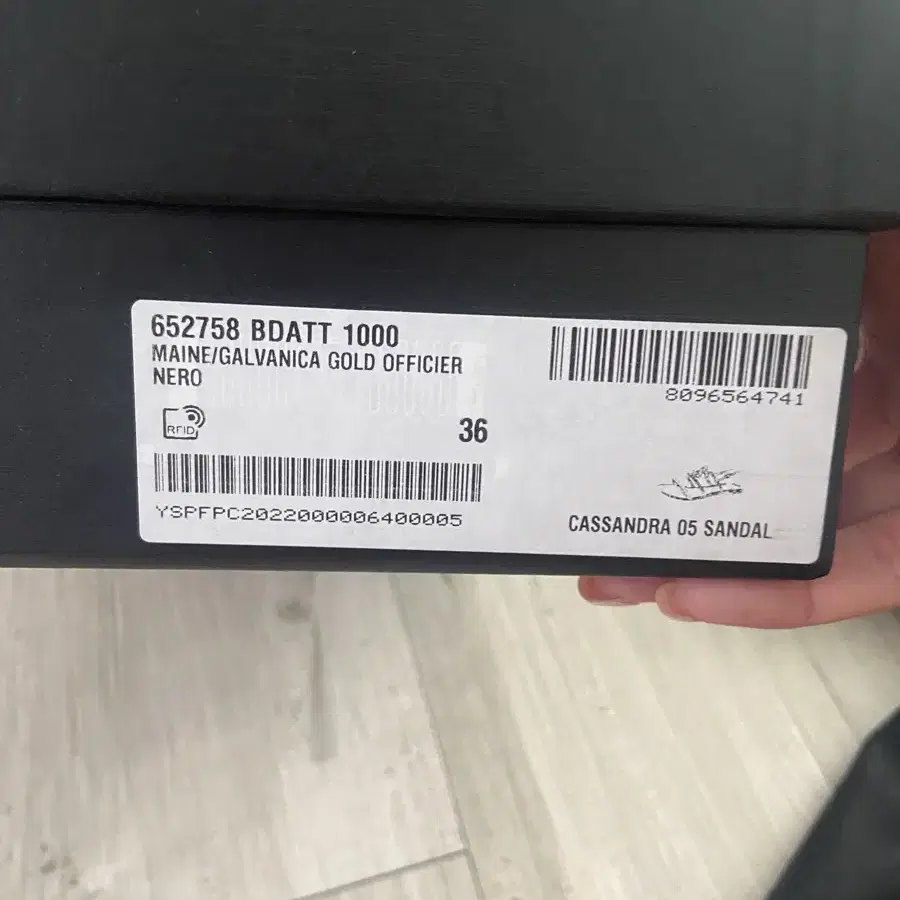 652758 BDATT 1000
MAINE/GALVANICA GOLD OFFICIER
NERO
8096564741
RFID
36
YSPFPC2022000006400005
CASSANDRA 05 SANDAL